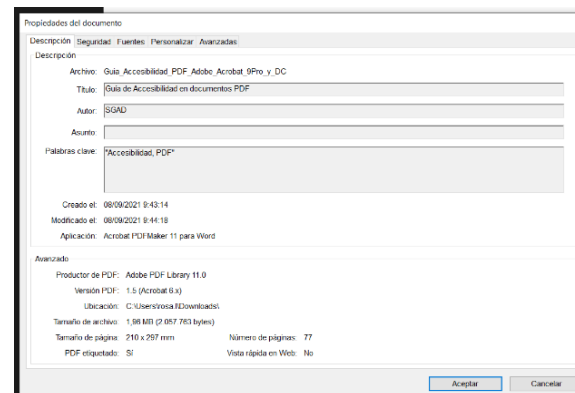 Propiedades del documento
Descripción Seguridad Fuentes Personalizar Avanzadas
Descripción
Archivo: Guia_Accesibilidad_PDF_Adobe_Acrobat_9Pro_y_DC
Título: Guía de Accesibilidad en documentos PDF
Autor: SGAD
Asunto:
Palabras clave: "Accesibilidad, PDF"
Creado el: 08/09/2021 9:43:14
Modificado el: 08/09/2021 9:44:18
Aplicación: Acrobat PDFMaker 11 para Word
Avanzado
Productor de PDF: Adobe PDF Library 11.0
Versión PDF: 1.5 (Acrobat 6.x)
Ubicación: C:\Users\rosa.l\Downloads\
Tamaño de archivo: 1,96 MB (2.057.763 bytes)
Tamaño de página: 210 x 297 mm Número de páginas: 77
PDF etiquetado: Sí Vista rápida en Web: No
Aceptar Cancelar